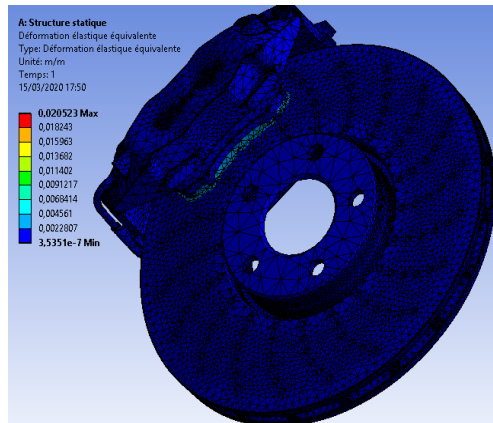 A: Structure statique
Déformation élastique équivalente
Type: Déformation élastique équivalente
Unité: m/m
Temps: 1
15/03/2020 17:50
0,020523 Max
0,018243
0,015963
0,013682
0,011402
0,0091217
0,0068414
0,004561
0,0022807
3,5351e-7 Min